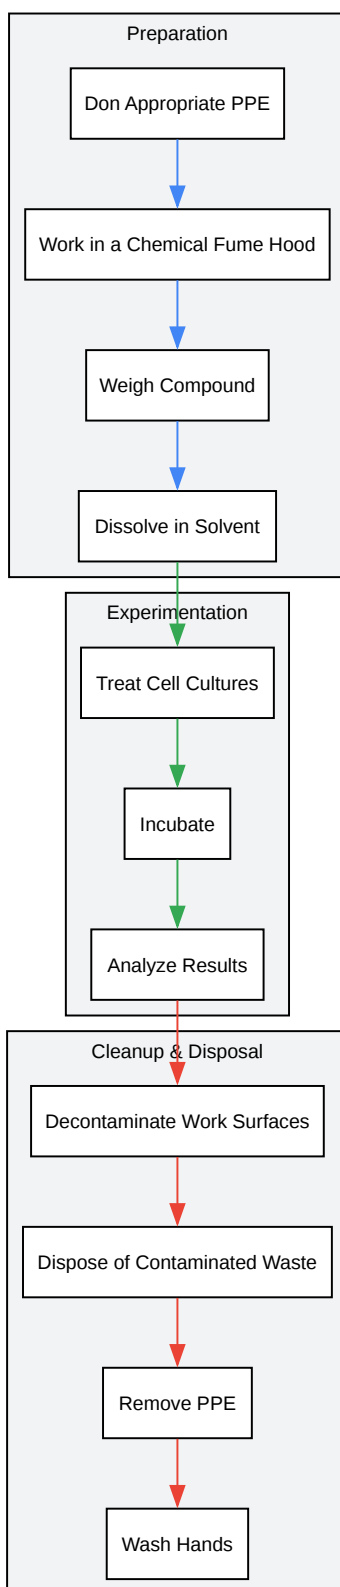 Preparation
Don Appropriate PPE
Work in a Chemical Fume Hood
Weigh Compound
Dissolve in Solvent
Experimentation
Treat Cell Cultures
Incubate
Analyze Results
Cleanup & Disposal
Decontaminate Work Surfaces
Dispose of Contaminated Waste
Remove PPE
Wash Hands